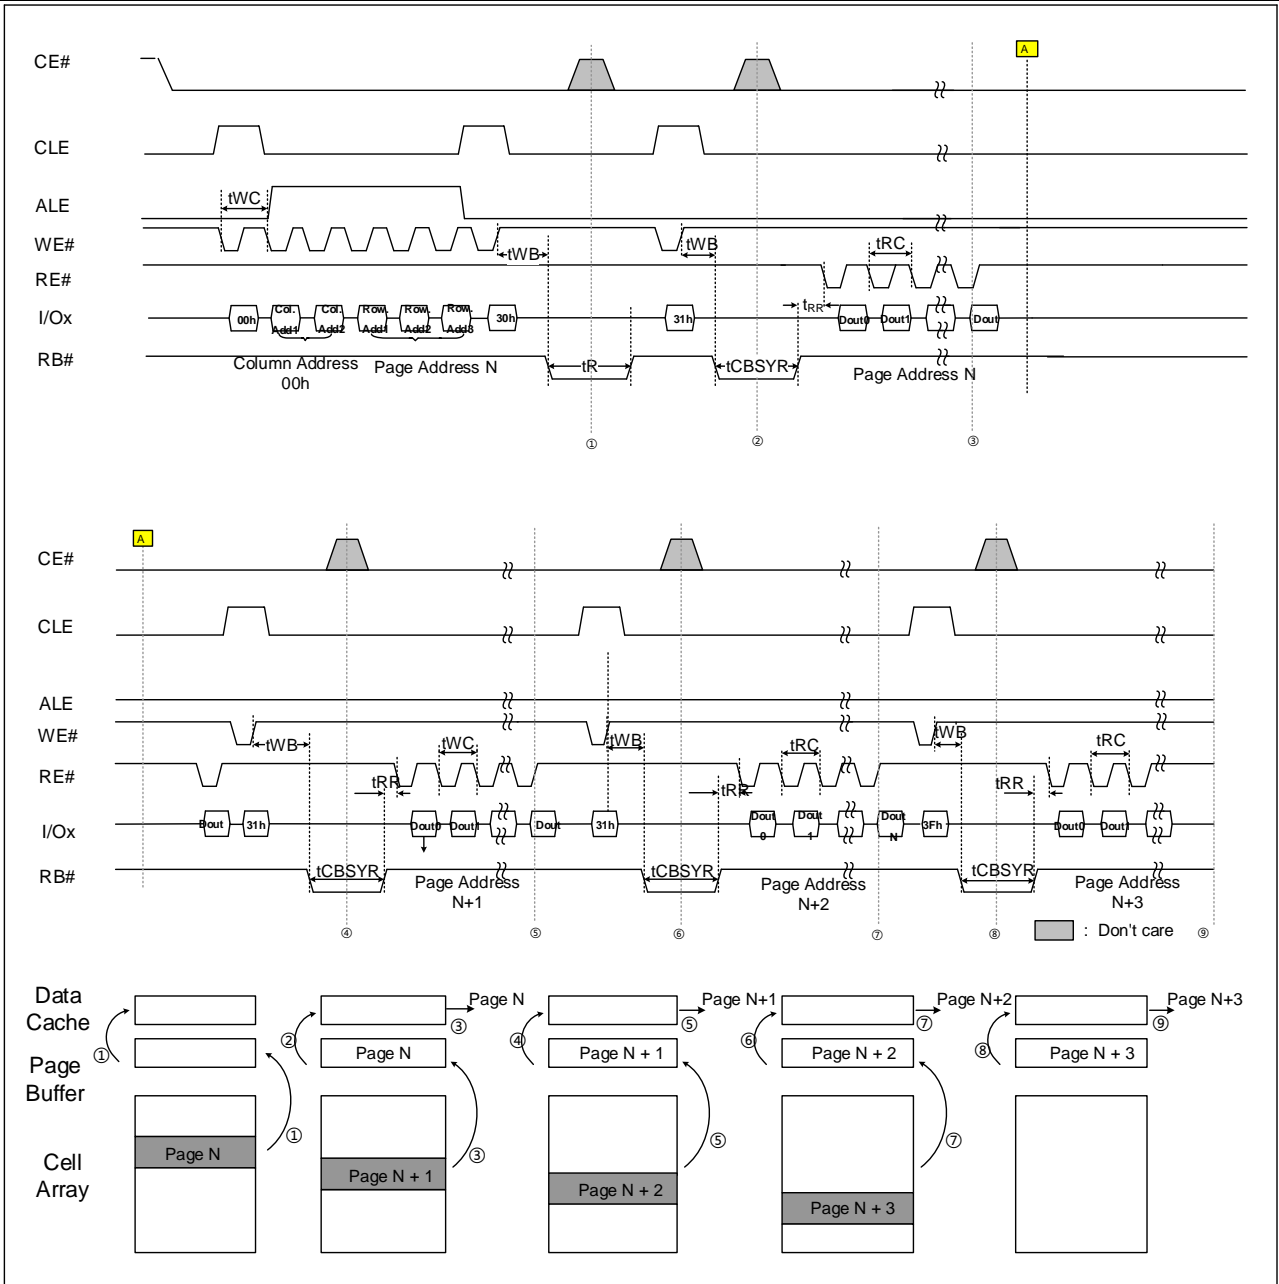 A
CE#
CLE
tWC
ALE
WE#
tWB
tWB
tRC
RE#
tRR
I/Ox
00h
Col. Add1
Col. Add2
Row. Add1
Row. Add2
Row. Add3
30h
31h
Dout0
Dout1
Dout
RB#
Column Address
00h
Page Address N
tR
tCBSYR
Page Address N
①
②
③
A
CE#
CLE
ALE
WE#
tWB
tWC
tWB
tRC
tWB
tRC
RE#
tRR
tRR
tRR
I/Ox
Dout
31h
Dout0
Dout1
Dout
31h
Dout 0
Dout 1
Dout N
3Fh
Dout0
Dout1
RB#
tCBSYR
Page Address
N+1
tCBSYR
Page Address
N+2
tCBSYR
Page Address
N+3
: Don't care
④
⑤
⑥
⑦
⑧
⑨
Data
Cache
Page
Buffer
Cell
Array
①
①
Page N
②
③
Page N
Page N
③
Page N + 1
④
⑤
Page N+1
Page N + 1
⑤
Page N + 2
⑥
⑦
Page N+2
Page N + 2
⑦
Page N + 3
⑧
⑨
Page N+3
Page N + 3